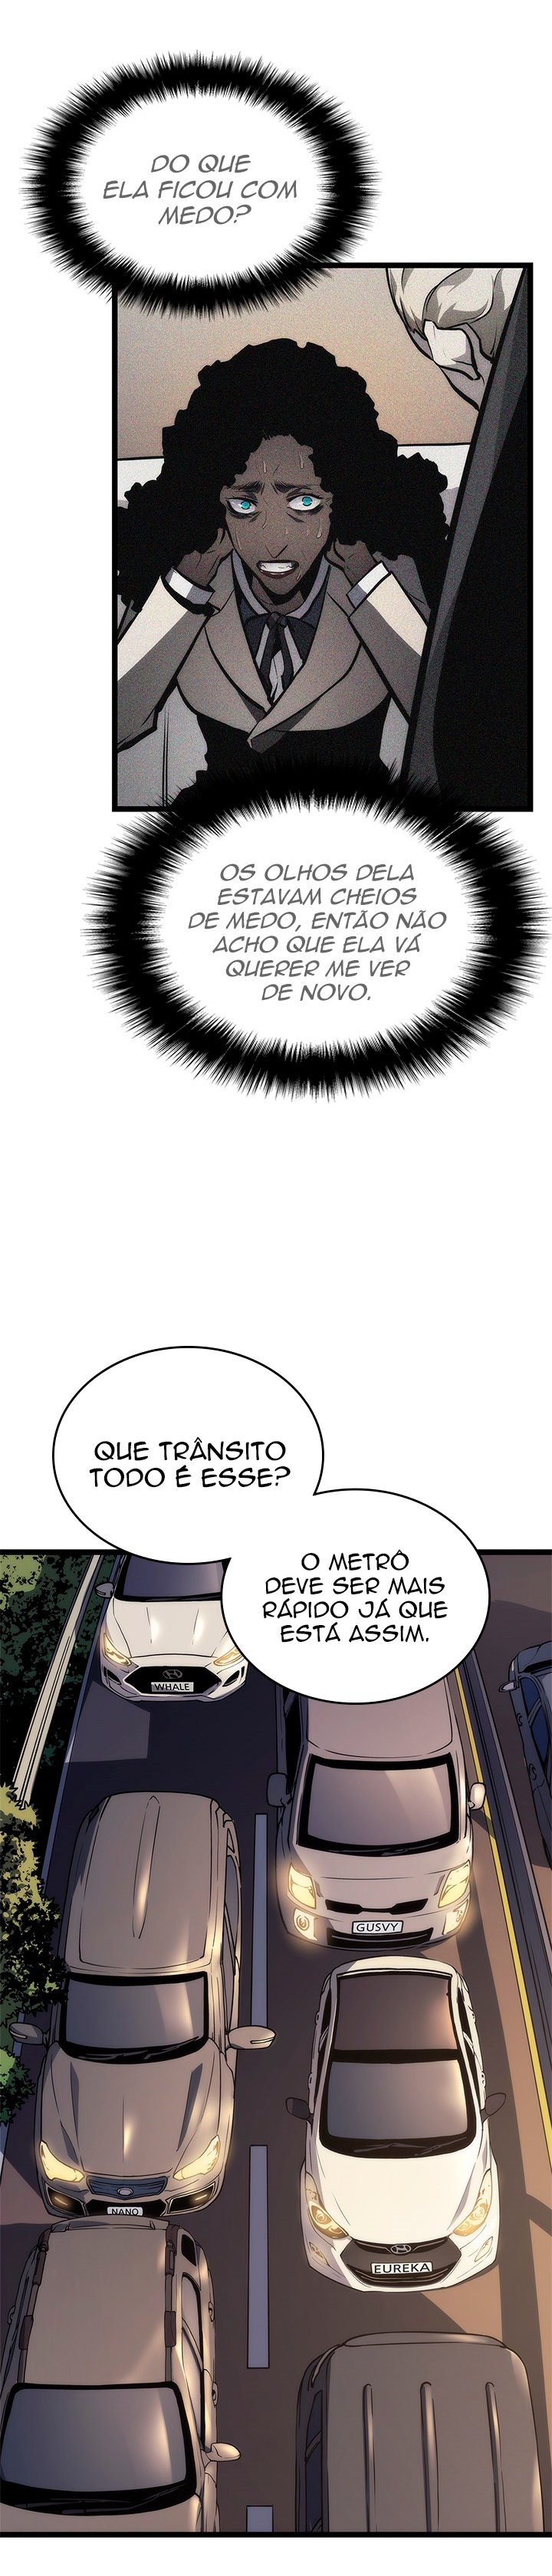 DO QUE
ELA FICOU COM
MEDO?
OS OLHOS DELA
ESTAVAM CHEIOS
DE MEDO, ENTÃO NÃO
ACHO QUE ELA VÁ
QUERER ME VER
DE NOVO.
QUE TRÂNSITO
TODO É ESSE?
O METRÔ
DEVE SER MAIS
RÁPIDO JÁ QUE
ESTÁ ASSIM.
WHALE
GUSVY
NANO
EUREKA